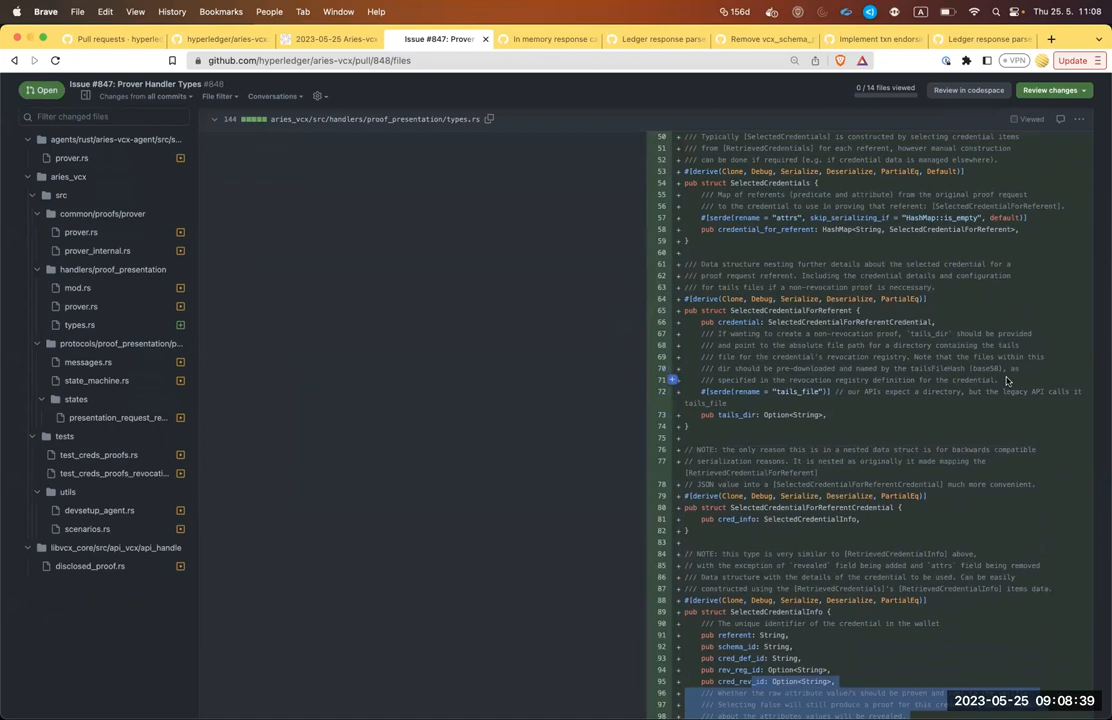 Brave File Edit View History Bookmarks People Tab Window Help 156d A Thu 25. 5. 11:08
Pull requests · hyperle
hyperledger/aries-vcx:
2023-05-25 Aries-vc
Issue #847: Prover
In memory response c
Ledger response parse
Remove vcx_schema_
Implement txn endors
Ledger response parse
github.com/hyperledger/aries-vcx/pull/848/files
VPN
Update
Open
Issue #847: Prover Handler Types #848
Changes from all commits
File filter
Conversations
0 / 14 files viewed
Review in codespace
Review changes
Filter changed files
144 aries_vcx/src/handlers/proof_presentation/types.rs
Viewed
agents/rust/aries-vcx-agent/src/s...
prover.rs
aries_vcx
src
common/proofs/prover
prover.rs
prover_internal.rs
handlers/proof_presentation
mod.rs
prover.rs
types.rs
protocols/proof_presentation/p...
messages.rs
state_machine.rs
states
presentation_request_re...
tests
test_creds_proofs.rs
test_creds_proofs_revocati...
utils
devsetup_agent.rs
scenarios.rs
libvcx_core/src/api_vcx/api_handle
disclosed_proof.rs
50 + /// Typically [SelectedCredentials] is constructed by selecting credential items
51 + /// from [RetrievedCredentials] for each referent, however manual construction
52 + /// can be done if required (e.g. if credential data is managed elsewhere).
53 + #[derive(Clone, Debug, Serialize, Deserialize, PartialEq, Default)]
54 + pub struct SelectedCredentials {
55 + /// Map of referents (predicate and attribute) from the original proof request
56 + /// to the credential to use in proving that referent: [SelectedCredentialForReferent].
57 + #[serde(rename = "attrs", skip_serializing_if = "HashMap::is_empty", default)]
58 + pub credential_for_referent: HashMap<String, SelectedCredentialForReferent>,
59 + }
60 +
61 + /// Data structure nesting further details about the selected credential for a
62 + /// proof request referent. Including the credential details and configuration
63 + /// for tails files if a non-revocation proof is necessary.
64 + #[derive(Clone, Debug, Serialize, Deserialize, PartialEq)]
65 + pub struct SelectedCredentialForReferent {
66 + pub credential: SelectedCredentialForReferentCredential,
67 + /// If wanting to create a non-revocation proof, `tails_dir` should be provided
68 + /// and point to the absolute file path for a directory containing the tails
69 + /// file for the credential's revocation registry. Note that the files within this
70 + /// dir should be pre-downloaded and named by the tailsFileHash (base58), as
71 + /// specified in the revocation registry definition for the credential.
72 + #[serde(rename = "tails_file")] // our APIs expect a directory, but the legacy API calls it
tails_file
73 + pub tails_dir: Option<String>,
74 + }
75 +
76 + // NOTE: the only reason this is in a nested data struct is for backwards compatible
77 + // serialization reasons. It is nested as originally it made mapping the
[RetrievedCredentialForReferent]
78 + // JSON value into a [SelectedCredentialForReferentCredential] much more convenient.
79 + #[derive(Clone, Debug, Serialize, Deserialize, PartialEq)]
80 + pub struct SelectedCredentialForReferentCredential {
81 + pub cred_info: SelectedCredentialInfo,
82 + }
83 +
84 + // NOTE: this type is very similar to [RetrievedCredentialInfo] above,
85 + // with the exception of `revealed` field being added and `attrs` field being removed
86 + /// Data structure with the details of the credential to be used. Can be easily
87 + /// constructed using the [RetrievedCredentials]'s [RetrievedCredentialInfo] items data.
88 + #[derive(Clone, Debug, Serialize, Deserialize, PartialEq)]
89 + pub struct SelectedCredentialInfo {
90 + /// The unique identifier of the credential in the wallet
91 + pub referent: String,
92 + pub schema_id: String,
93 + pub cred_def_id: String,
94 + pub rev_reg_id: Option<String>,
95 + pub cred_rev_id: Option<String>,
96 + /// Whether the raw attribute value/s should be proven and
97 + /// Selecting false will still produce a proof for this cre
98 + /// about the attributes values will be revealed.
2023-05-25 09:08:39